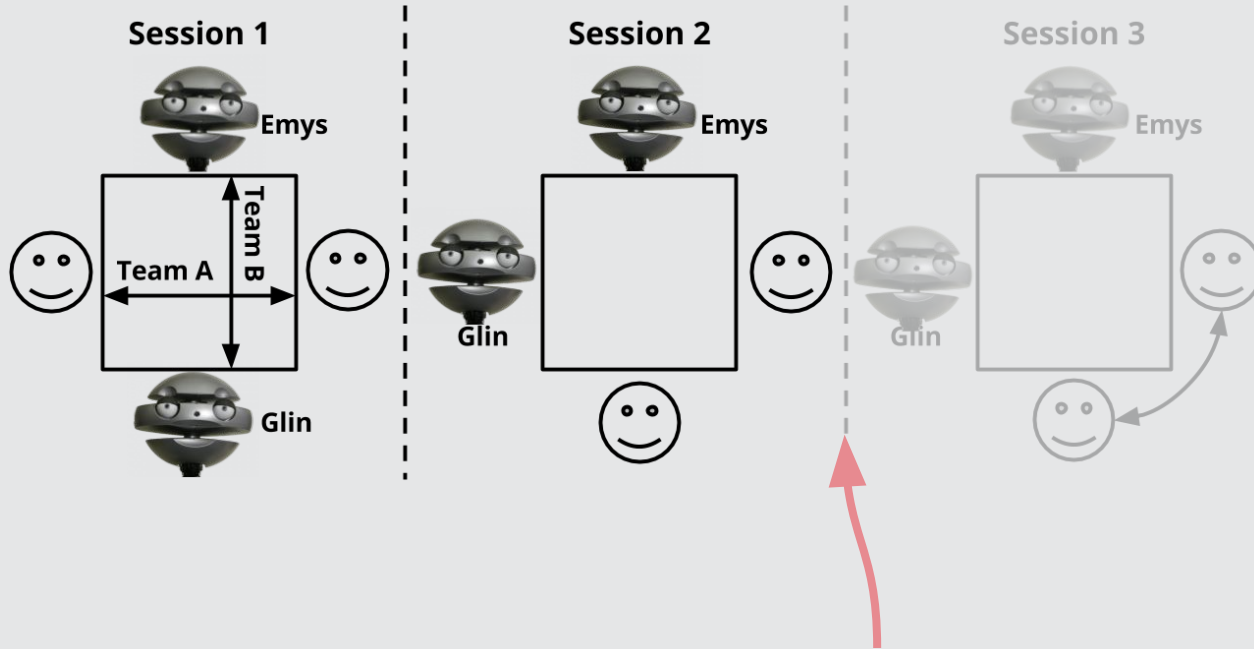 Session 1
Emys
Team B
Team A
Glin
Session 2
Emys
Glin
Session 3
Emys
Glin